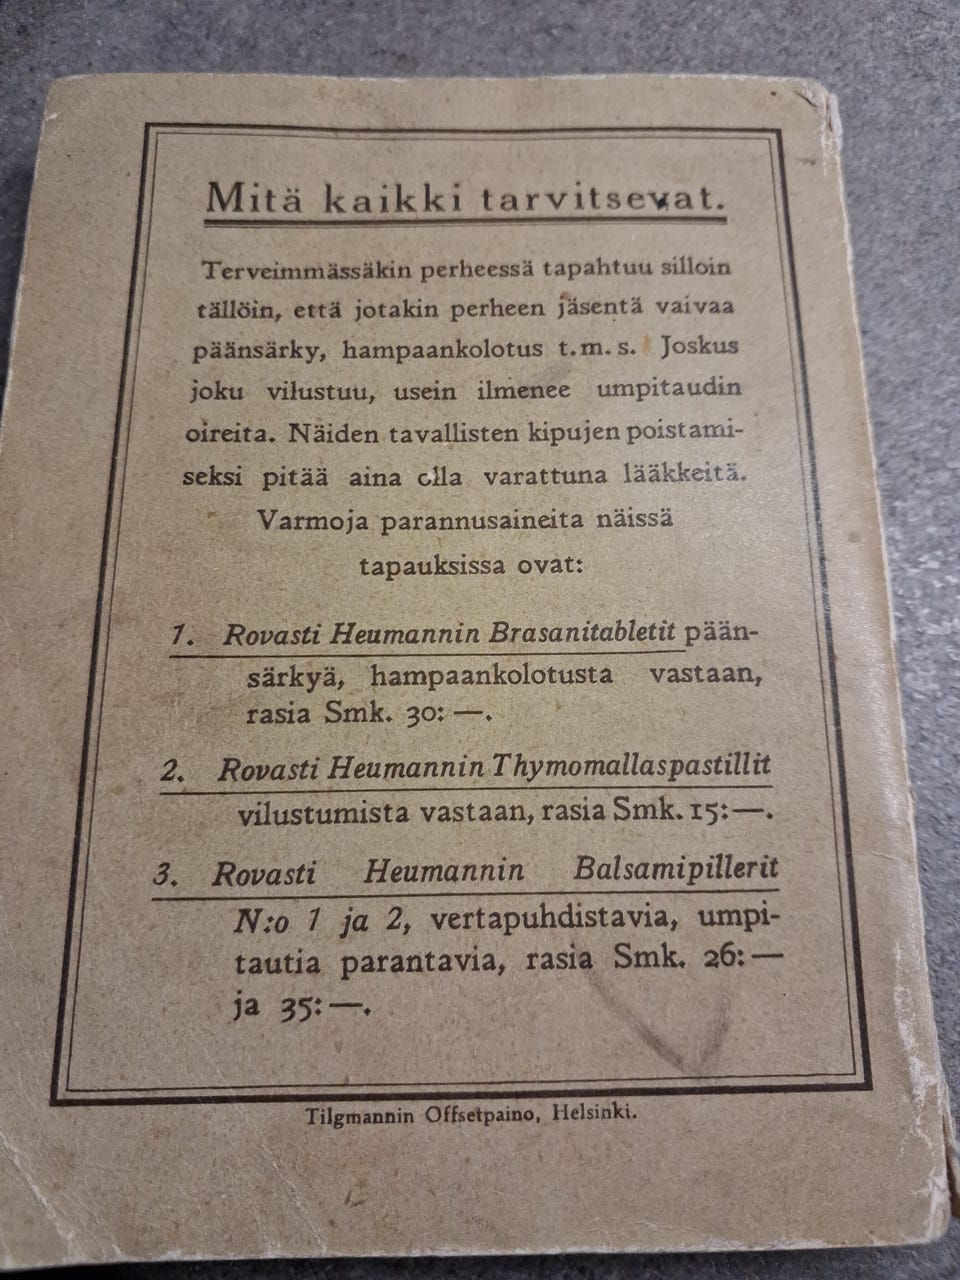 Mitä kaikki tarvitsevat.
Terveimmässäkin perheessä tapahtuu silloin
tällöin, että jotakin perheen jäsentä vaivaa
päänsärky, hampaankolotus t.m.s. Joskus
joku vilustuu, usein ilmenee umpitaudin
oireita. Näiden tavallisten kipujen poistami-
seksi pitää aina olla varattuna lääkkeitä.
Varmoja parannusaineita näissä
tapauksissa ovat:
1. Rovasti Heumannin Brasanitabletit pään-
särkyä, hampaankolotusta vastaan,
rasia Smk. 30:—.
2. Rovasti Heumannin Thymomallaspastillit
vilustumista vastaan, rasia Smk. 15:—.
3. Rovasti Heumannin Balsamipillerit
N:o 1 ja 2, vertapuhdistavia, umpi-
tautia parantavia, rasia Smk. 26:—
ja 35:—.
Tilgmannin Offsetpaino, Helsinki.